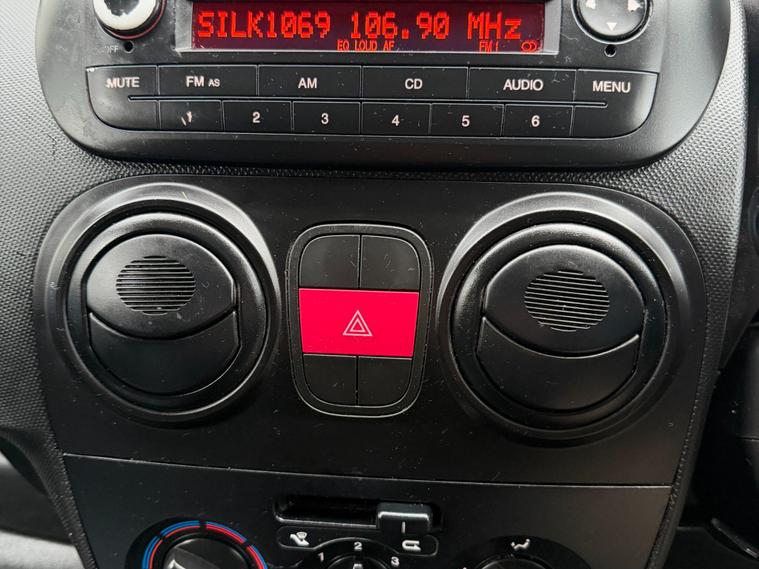 SILK1069 106.90 MHz
EQ LOUD AF FM1
OFF
MUTE FM AS AM CD AUDIO MENU
1 2 3 4 5 6
1 2 3